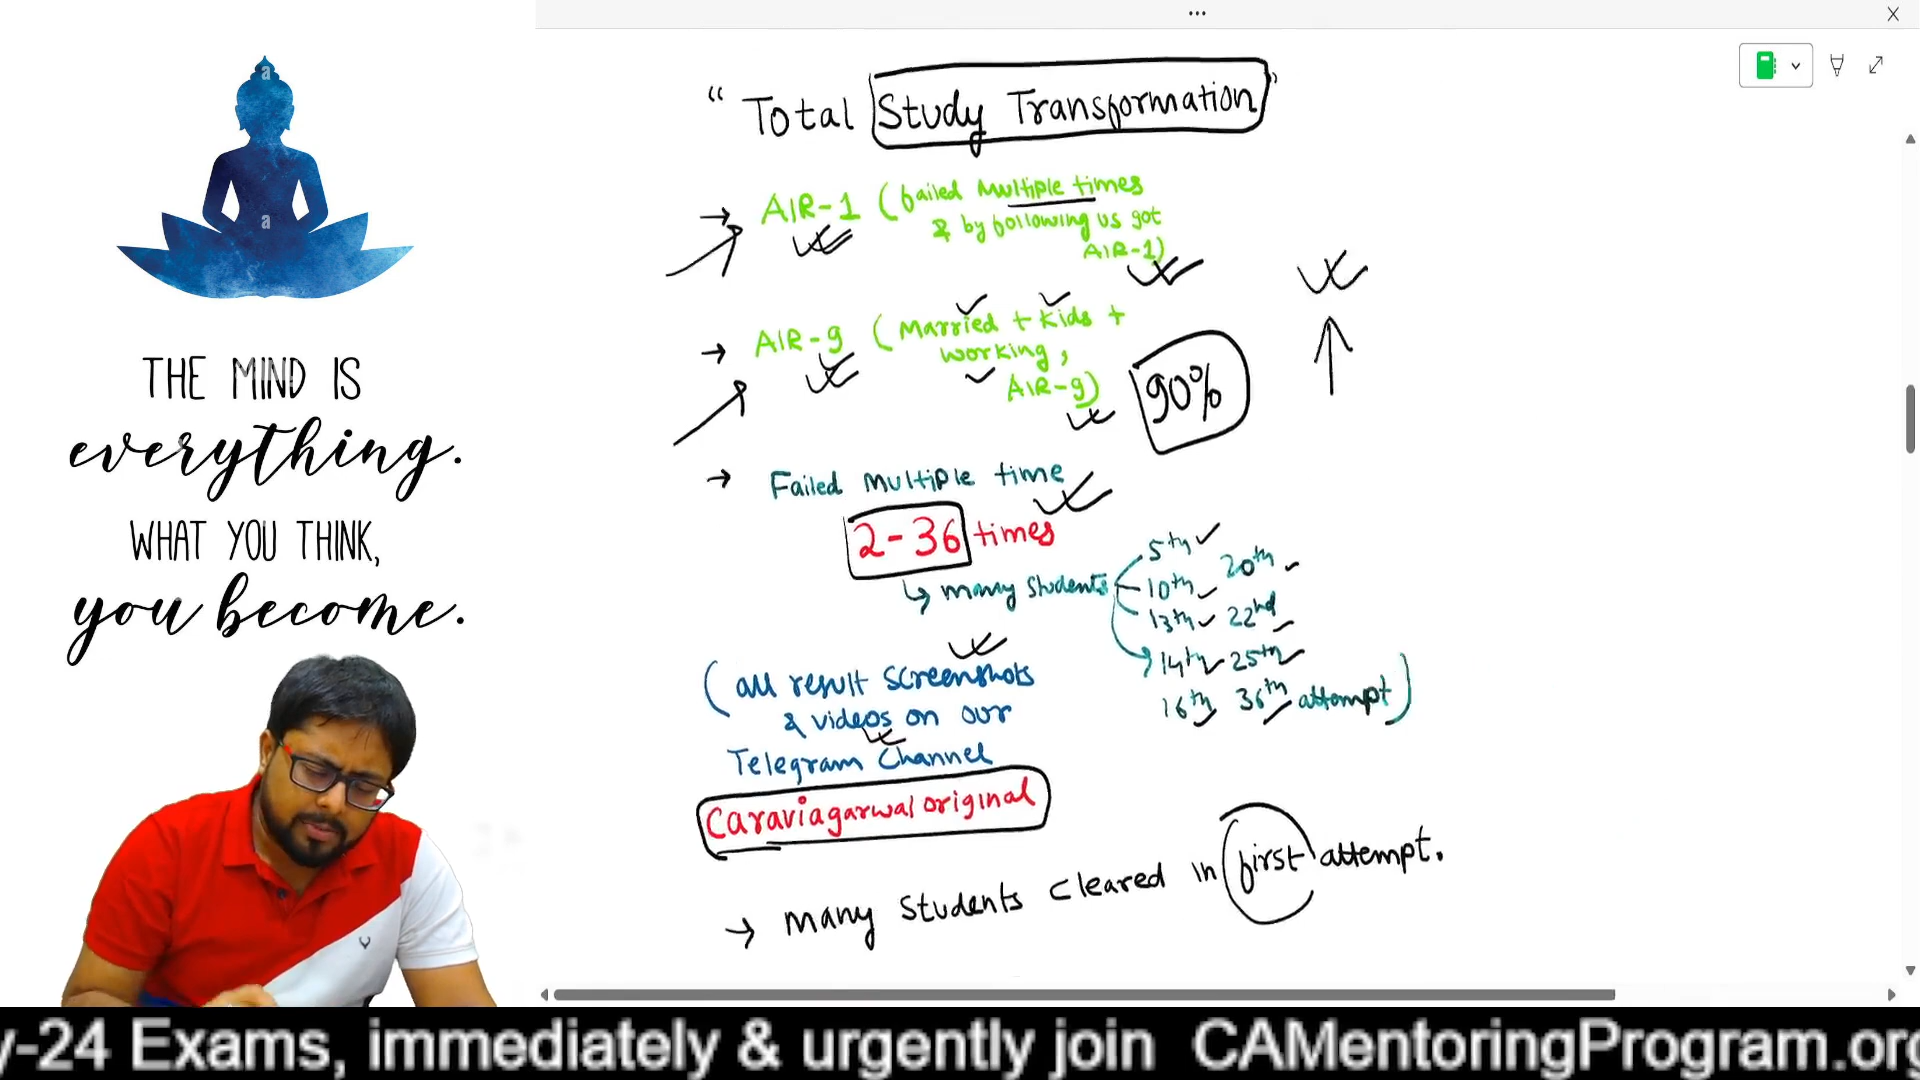 THE MIND IS
everything.
WHAT YOU THINK,
you become.
"Total Study Transformation"
→ AIR-1 (failed multiple times
& by following us got
AIR-1)
→ AIR-9 (Married + kids +
working,
AIR-9)
90%
→ Failed multiple time
2-36 times
↳ many students
5th 20th
10th
13th 22nd
14th 25th
16th 36th attempt)
(all result screenshots
& videos on our
Telegram Channel
Caraviagarwaloriginal
→ many students cleared in first attempt.
y-24 Exams, immediately & urgently join CAMentoringProgram.org